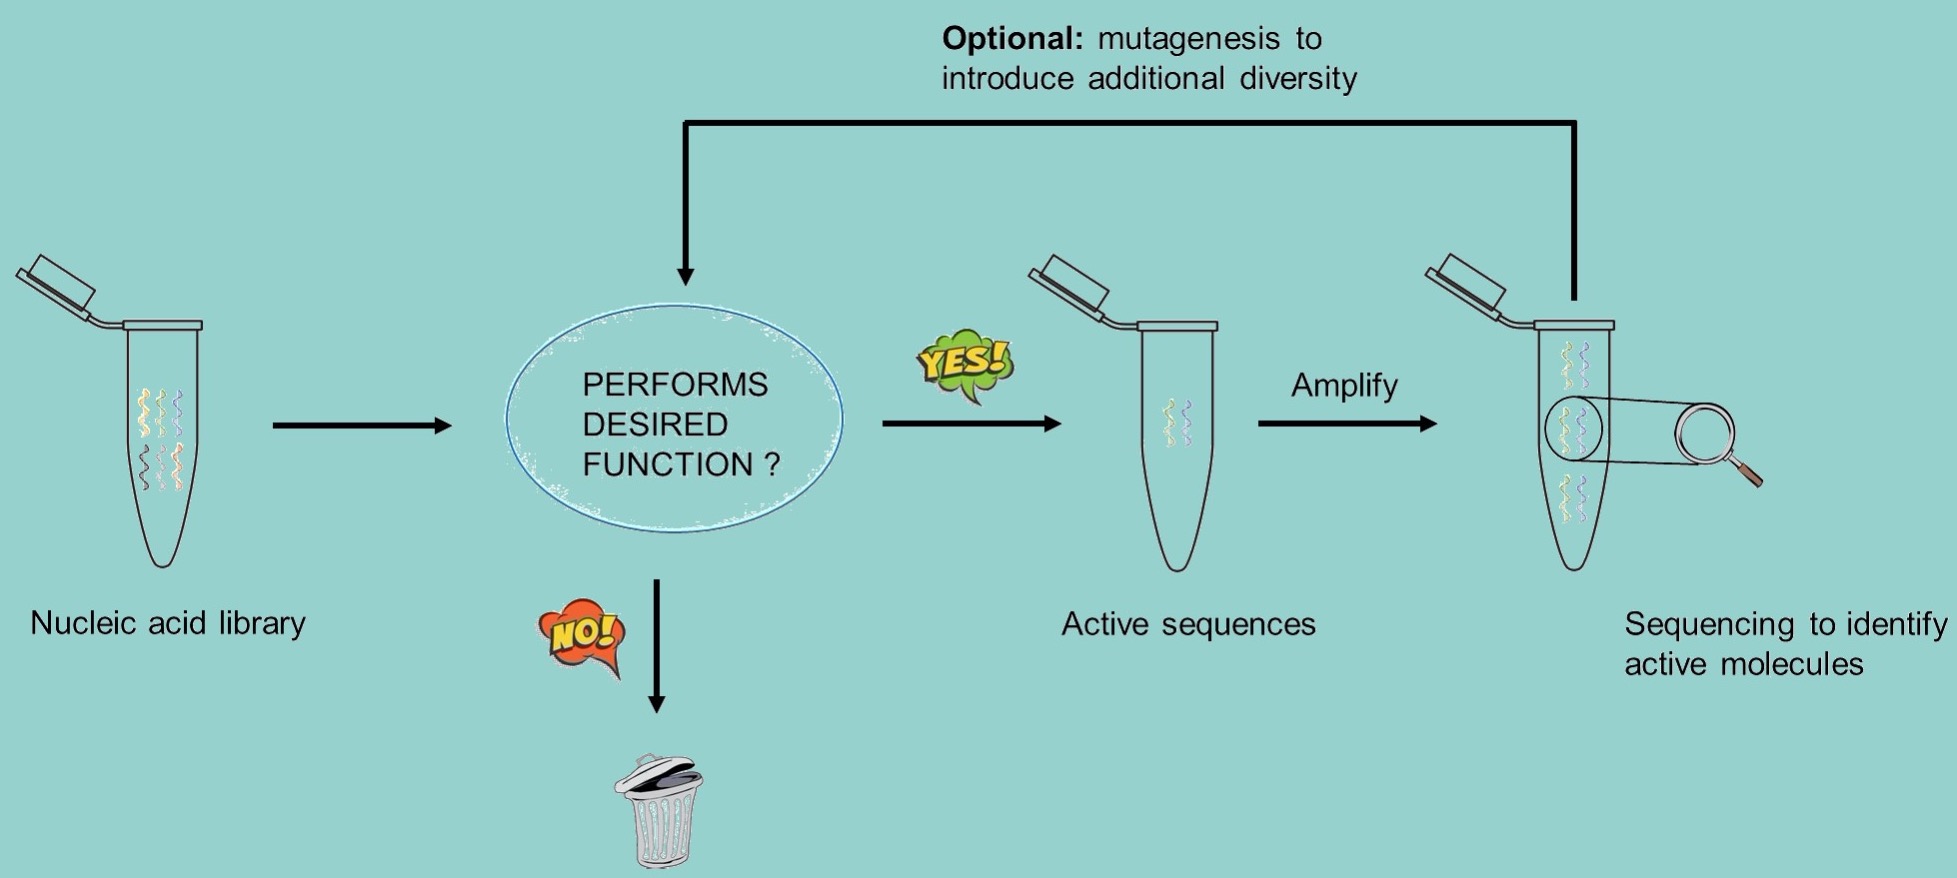 Optional: mutagenesis to
introduce additional diversity
PERFORMS
DESIRED
FUNCTION ?
YES!
Amplify
NO!
Nucleic acid library
Active sequences
Sequencing to identify
active molecules